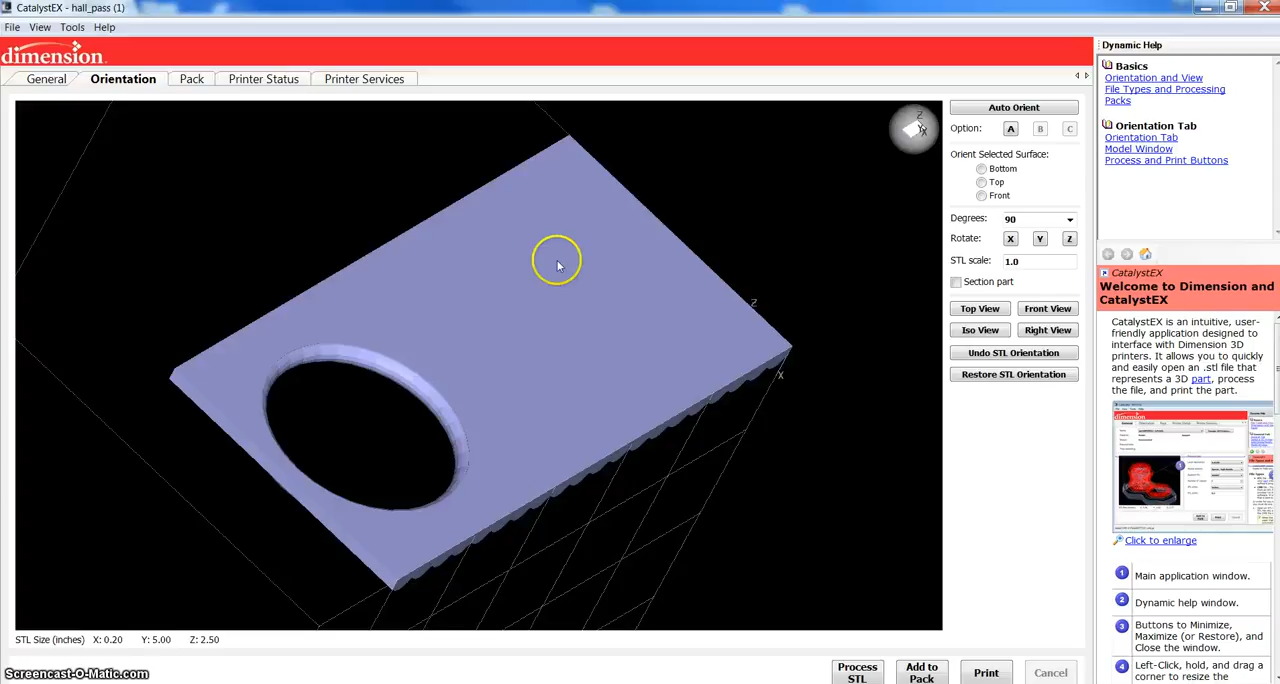 CatalystEX - hall_pass (1)
File View Tools Help
dimension
General Orientation Pack Printer Status Printer Services
Z
X
STL Size (inches) X: 0.20 Y: 5.00 Z: 2.50
Screencast-O-Matic.com
Auto Orient
Option: A B C
Orient Selected Surface:
Bottom
Top
Front
Degrees: 90
Rotate: X Y Z
STL scale: 1.0
Section part
Top View Front View
Iso View Right View
Undo STL Orientation
Restore STL Orientation
Process STL Add to Pack Print Cancel
Dynamic Help
Basics
Orientation and View
File Types and Processing
Packs
Orientation Tab
Orientation Tab
Model Window
Process and Print Buttons
CatalystEX
Welcome to Dimension and
CatalystEX
CatalystEX is an intuitive, user-
friendly application designed to
interface with Dimension 3D
printers. It allows you to quickly
and easily open an .stl file that
represents a 3D part, process
the file, and print the part.
Click to enlarge
1 Main application window.
2 Dynamic help window.
3 Buttons to Minimize,
Maximize (or Restore), and
Close the window.
4 Left-Click, hold, and drag a
corner to resize the